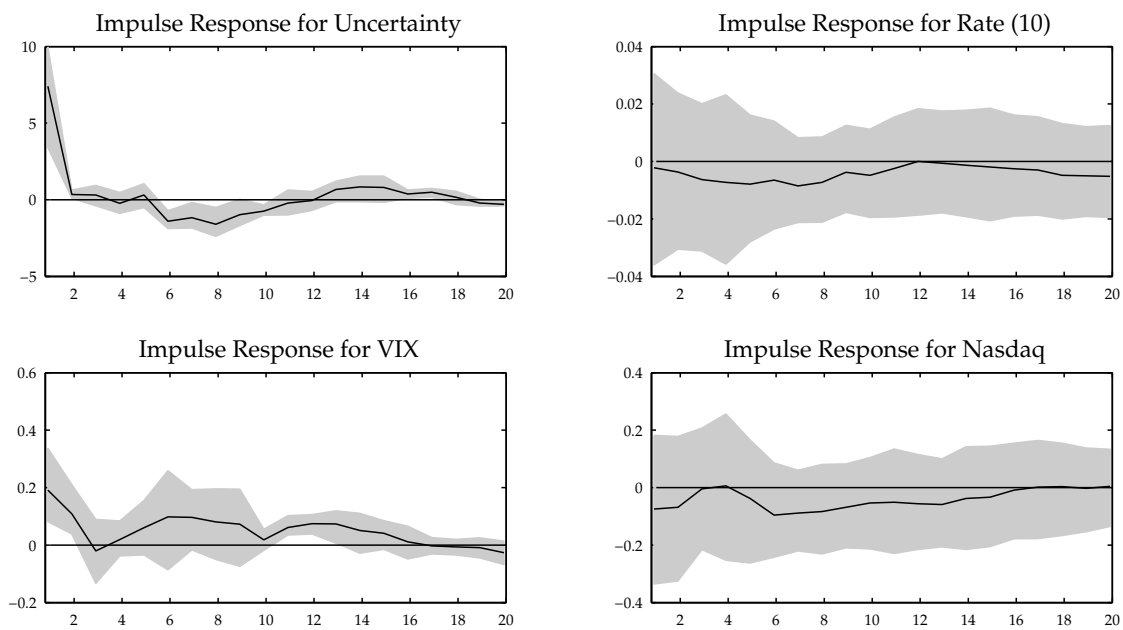 Impulse Response for Uncertainty
10
5
0
−5
2 4 6 8 10 12 14 16 18 20
Impulse Response for Rate (10)
0.04
0.02
0
−0.02
−0.04
2 4 6 8 10 12 14 16 18 20
Impulse Response for VIX
0.6
0.4
0.2
0
−0.2
2 4 6 8 10 12 14 16 18 20
Impulse Response for Nasdaq
0.4
0.2
0
−0.2
−0.4
2 4 6 8 10 12 14 16 18 20